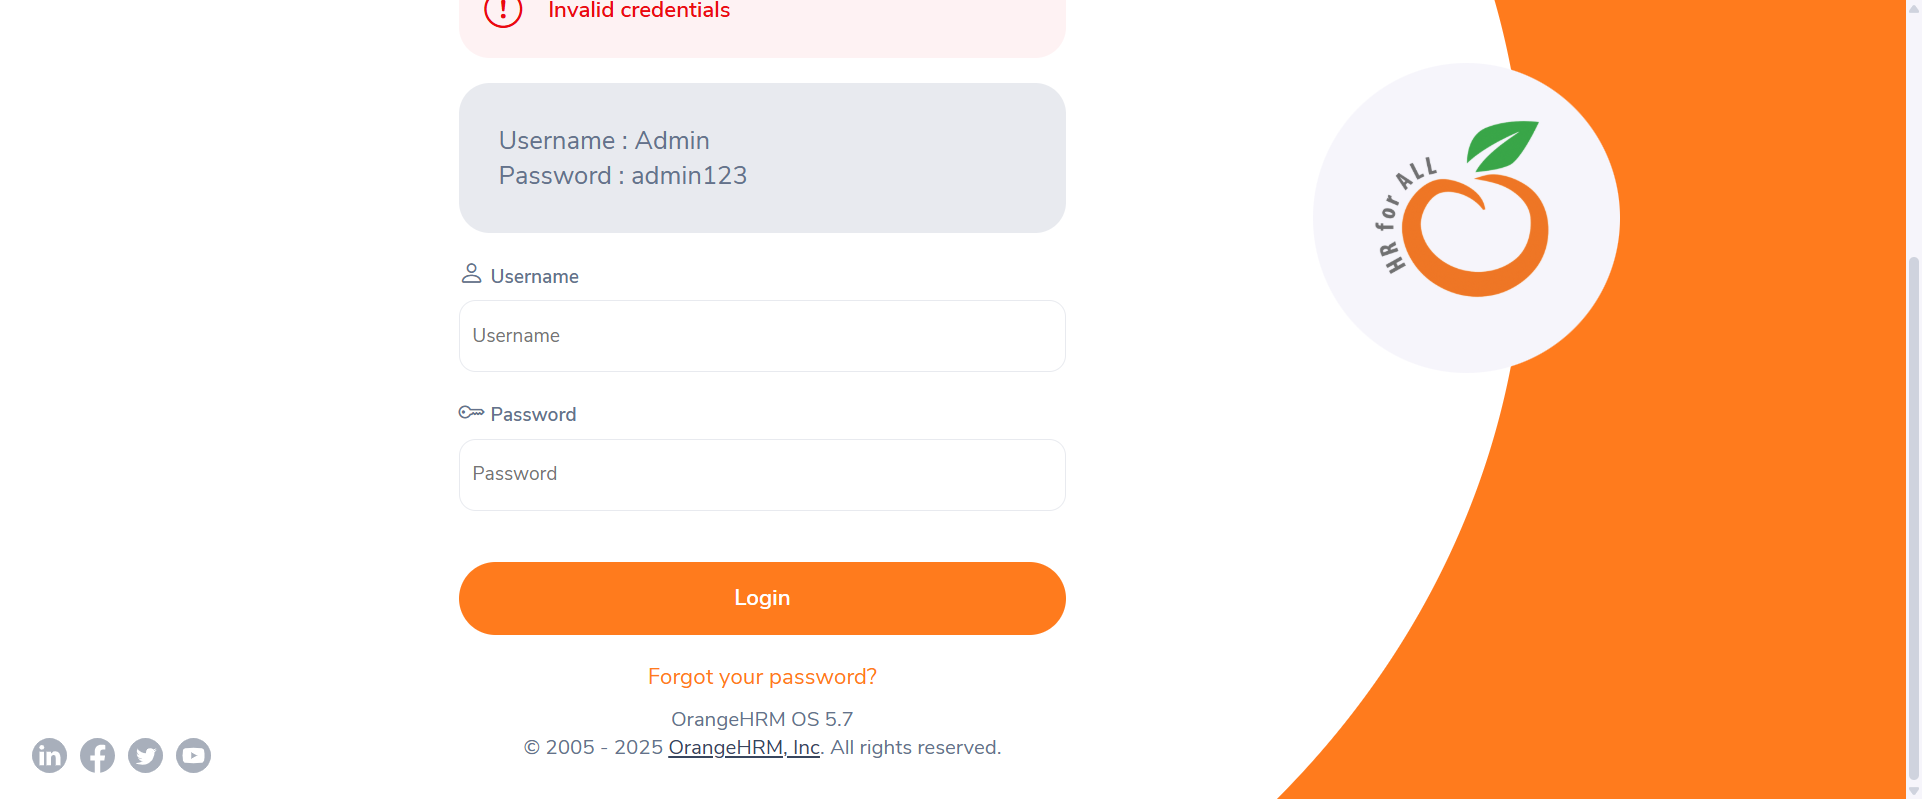 Invalid credentials
Username : Admin
Password : admin123
Username
Username
Password
Password
Login
Forgot your password?
OrangeHRM OS 5.7
© 2005 - 2025 OrangeHRM, Inc. All rights reserved.
HR for ALL